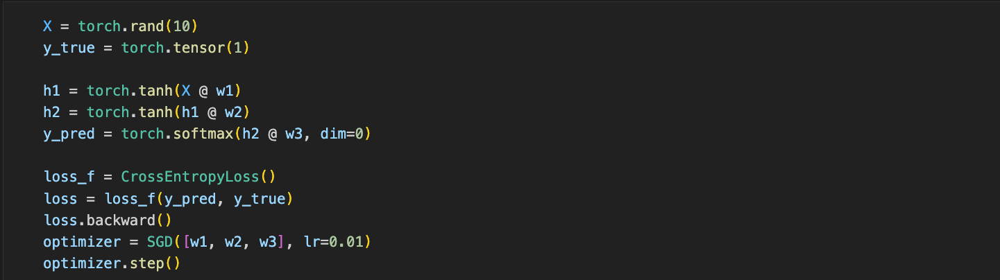 X = torch.rand(10)
y_true = torch.tensor(1)
h1 = torch.tanh(X @ w1)
h2 = torch.tanh(h1 @ w2)
y_pred = torch.softmax(h2 @ w3, dim=0)
loss_f = CrossEntropyLoss()
loss = loss_f(y_pred, y_true)
loss.backward()
optimizer = SGD([w1, w2, w3], lr=0.01)
optimizer.step()